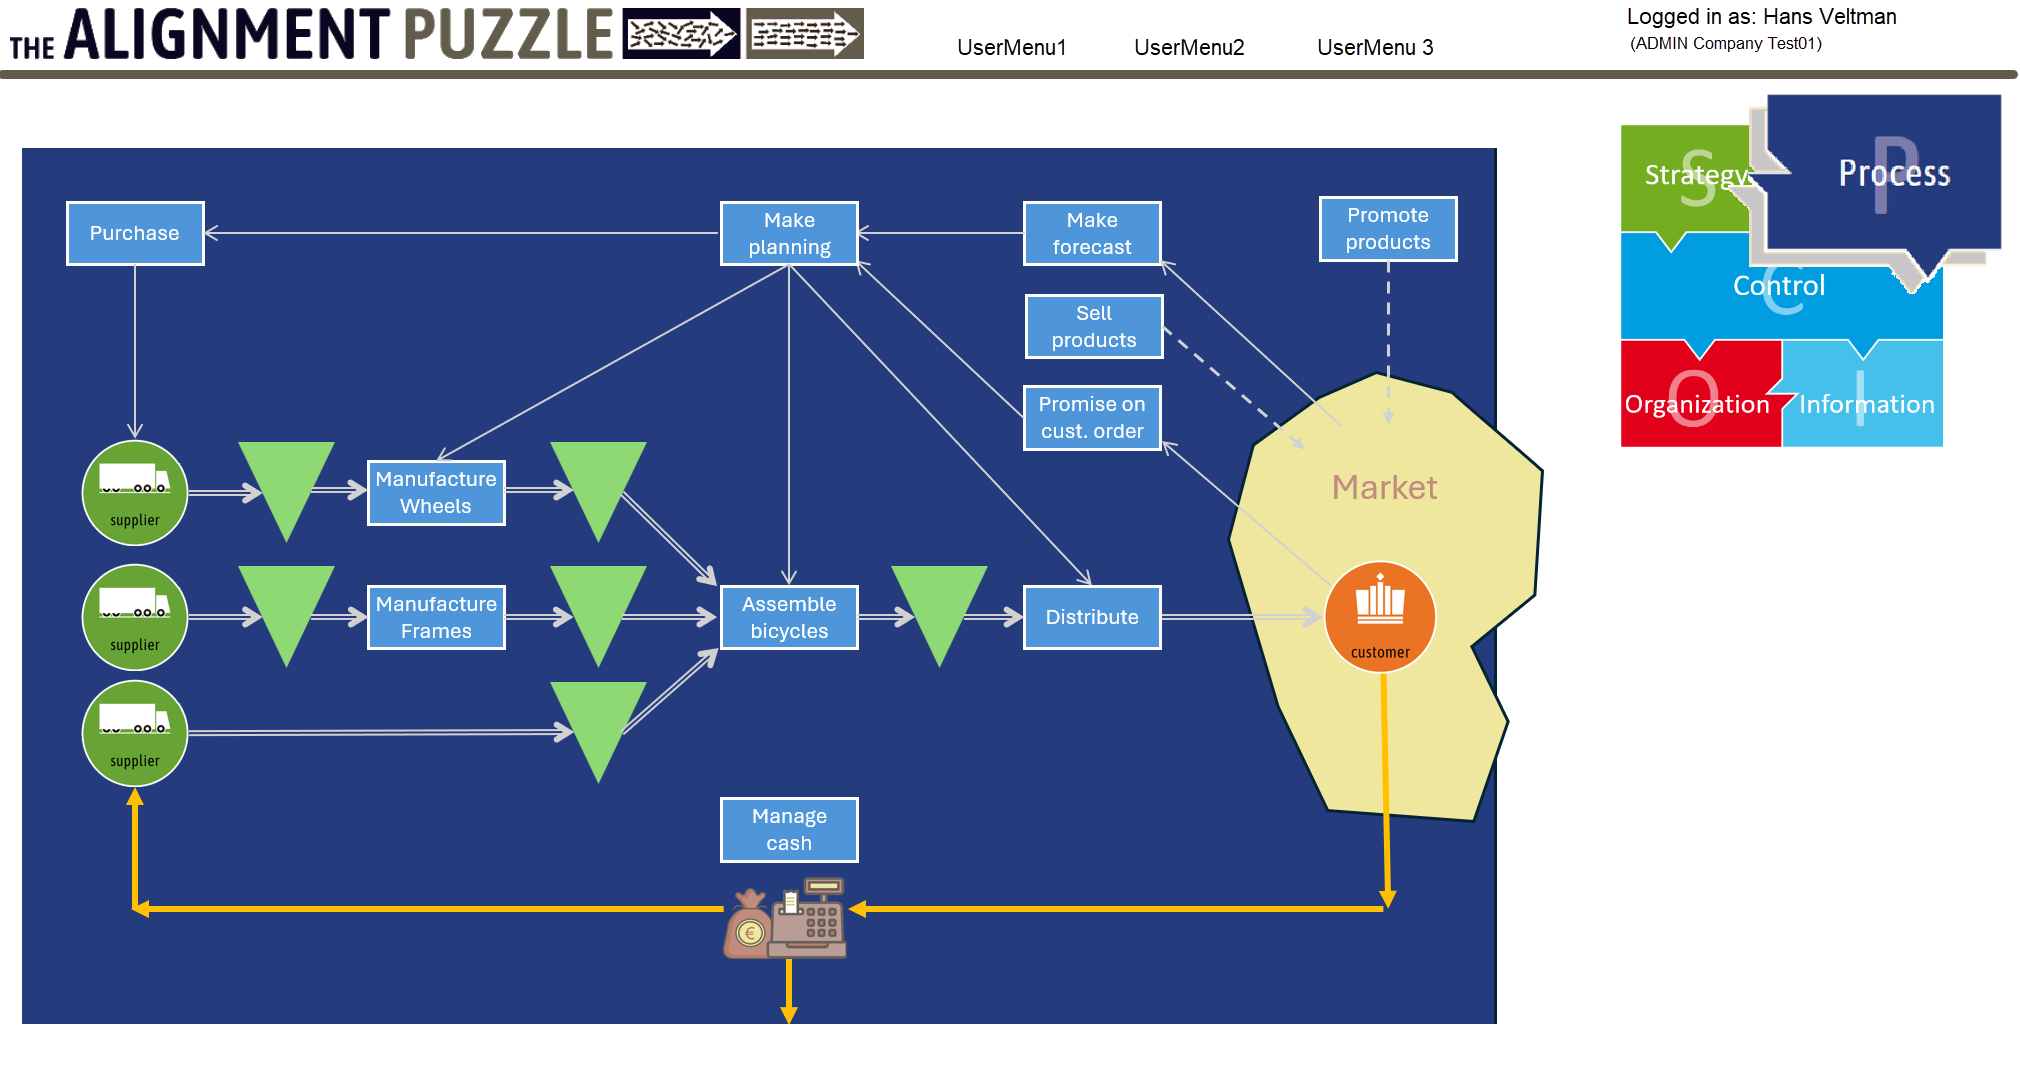 THE ALIGNMENT PUZZLE
UserMenu1
UserMenu2
UserMenu 3
Logged in as: Hans Veltman
(ADMIN Company Test01)
Purchase
Make
planning
Make
forecast
Promote
products
Sell
products
Promise on
cust. order
Market
supplier
Manufacture
Wheels
supplier
Manufacture
Frames
Assemble
bicycles
Distribute
customer
supplier
Manage
cash
€
S
Strategy
P
Process
C
Control
O
Organization
I
Information